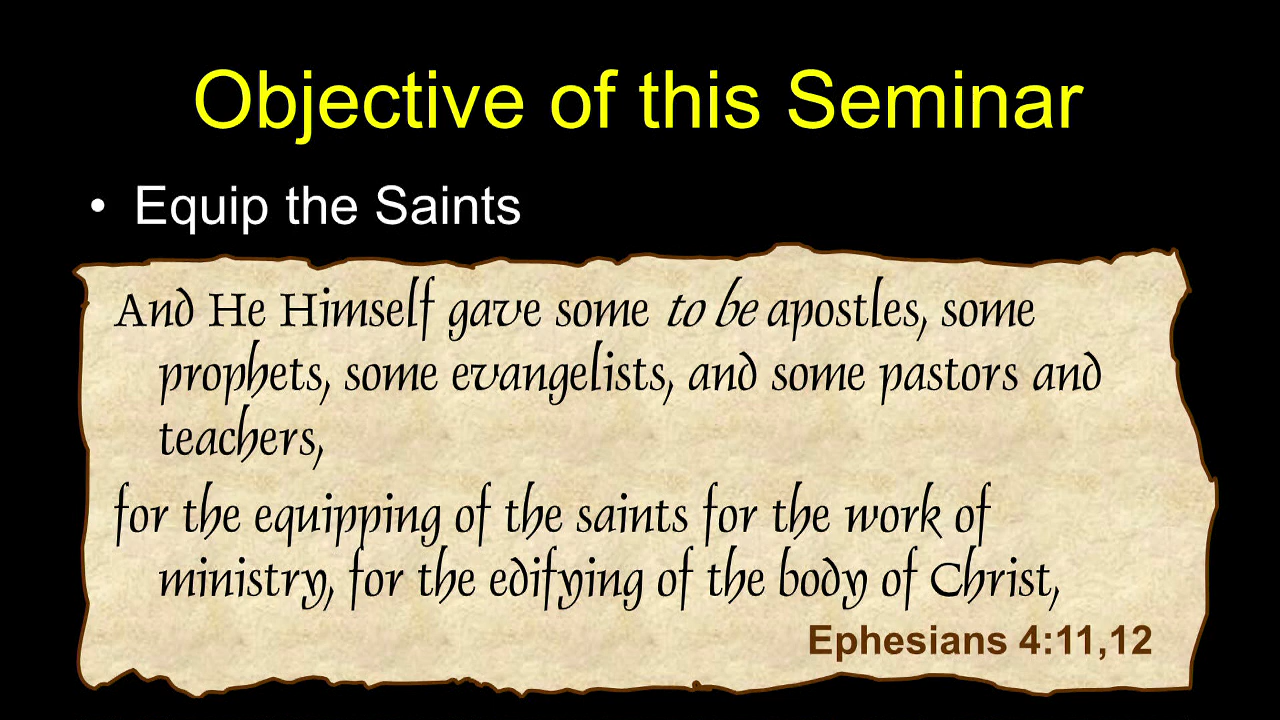 Objective of this Seminar
• Equip the Saints
And He Himself gave some to be apostles, some
prophets, some evangelists, and some pastors and
teachers,
for the equipping of the saints for the work of
ministry, for the edifying of the body of Christ,
Ephesians 4:11,12